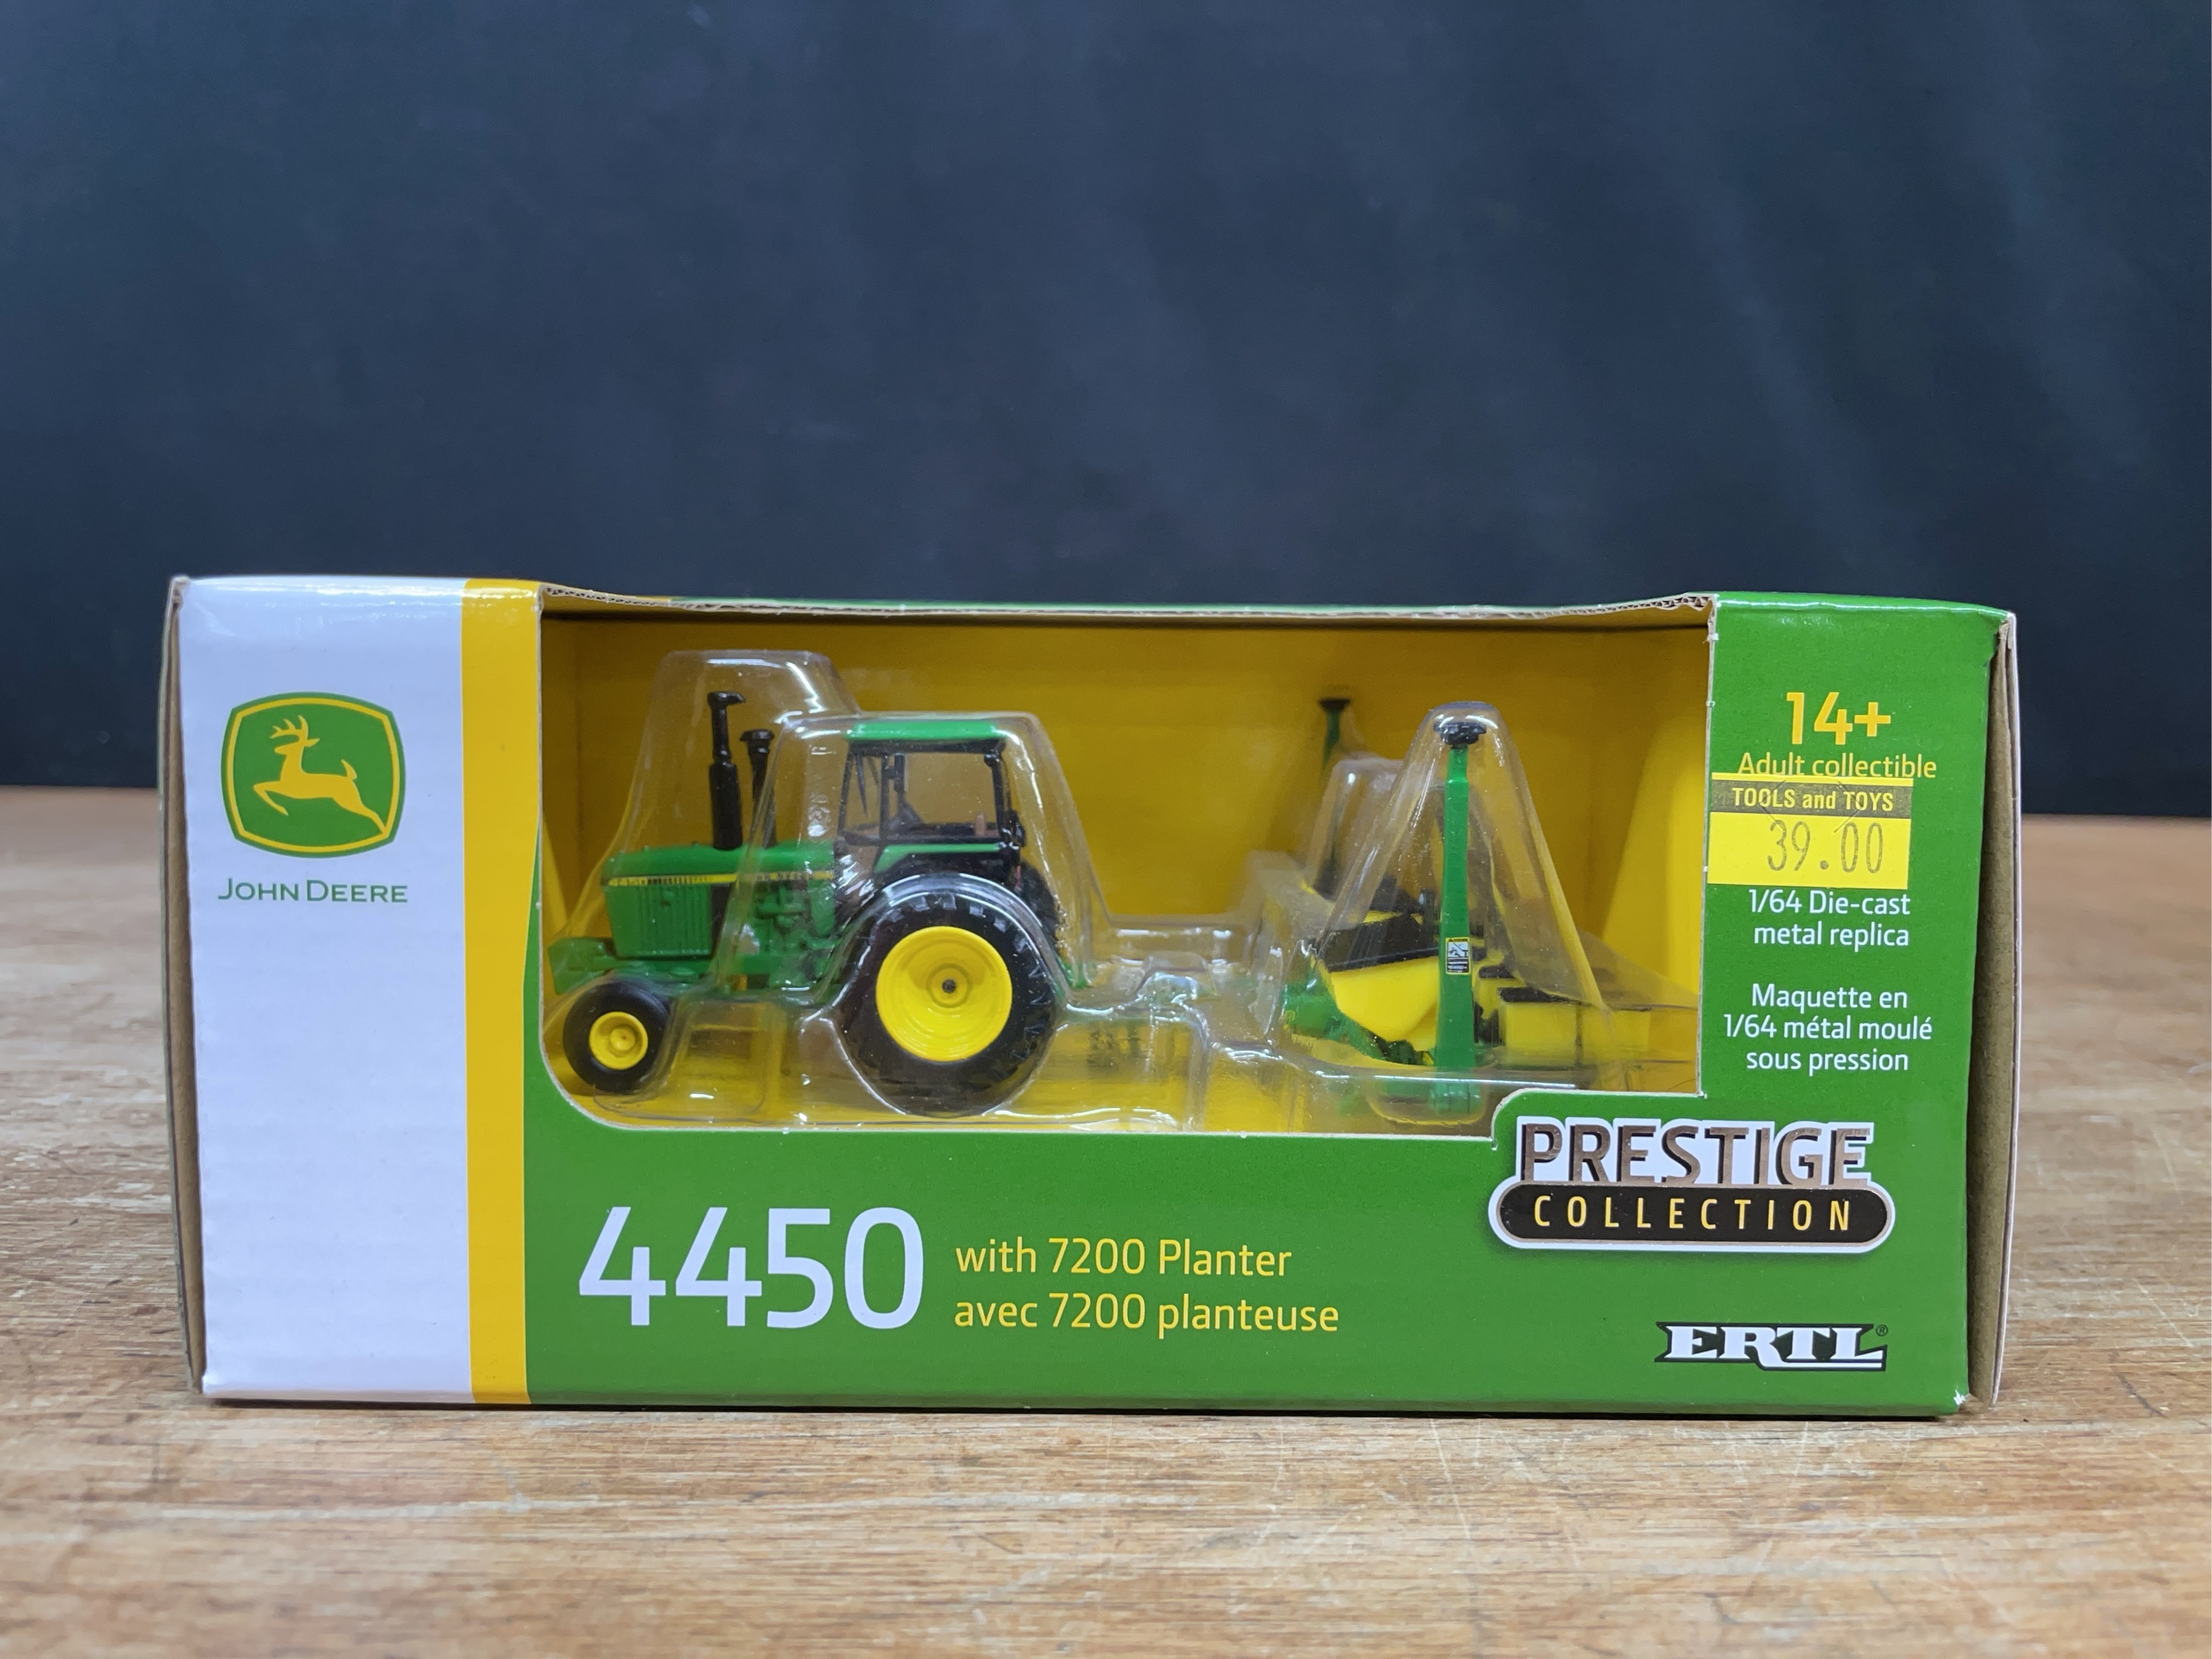 JOHN DEERE
14+
Adult collectible
TOOLS and TOYS
39.00
1/64 Die-cast
metal replica
Maquette en
1/64 métal moulé
sous pression
PRESTIGE
COLLECTION
4450
with 7200 Planter
avec 7200 planteuse
ERTL®